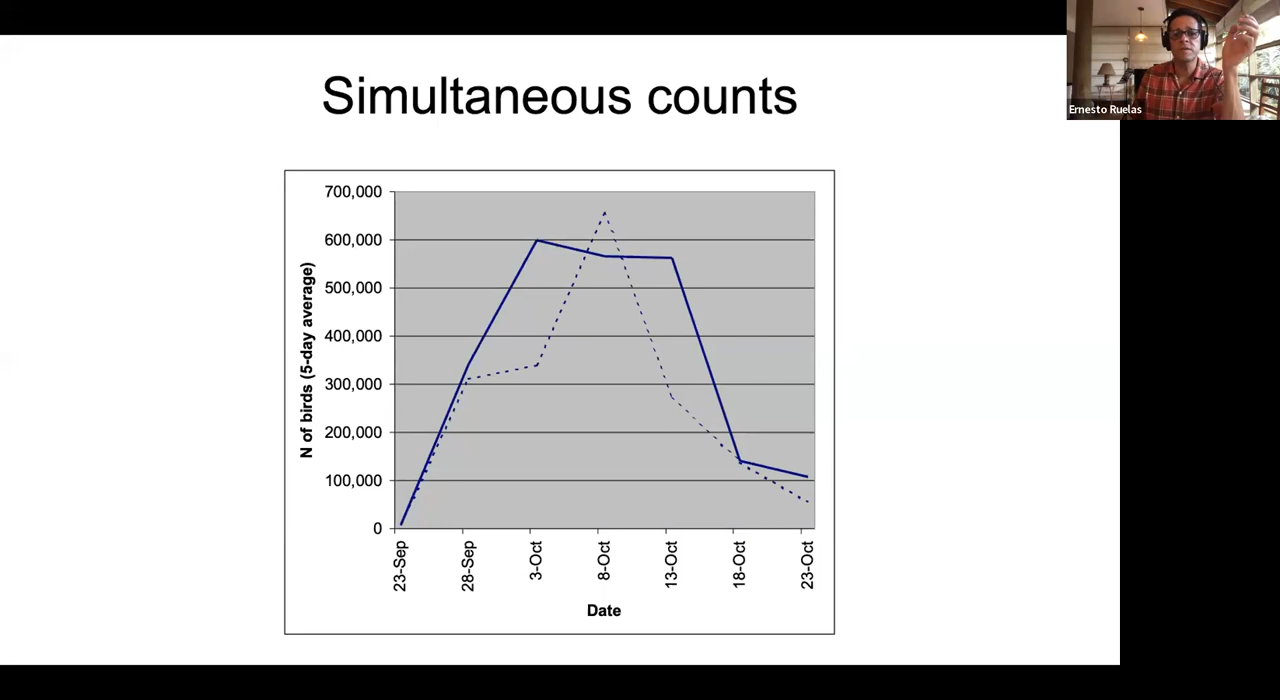 Simultaneous counts
Ernesto Ruelas
700,000
600,000
500,000
400,000
300,000
200,000
100,000
0
N of birds (5-day average)
23-Sep
28-Sep
3-Oct
8-Oct
13-Oct
18-Oct
23-Oct
Date